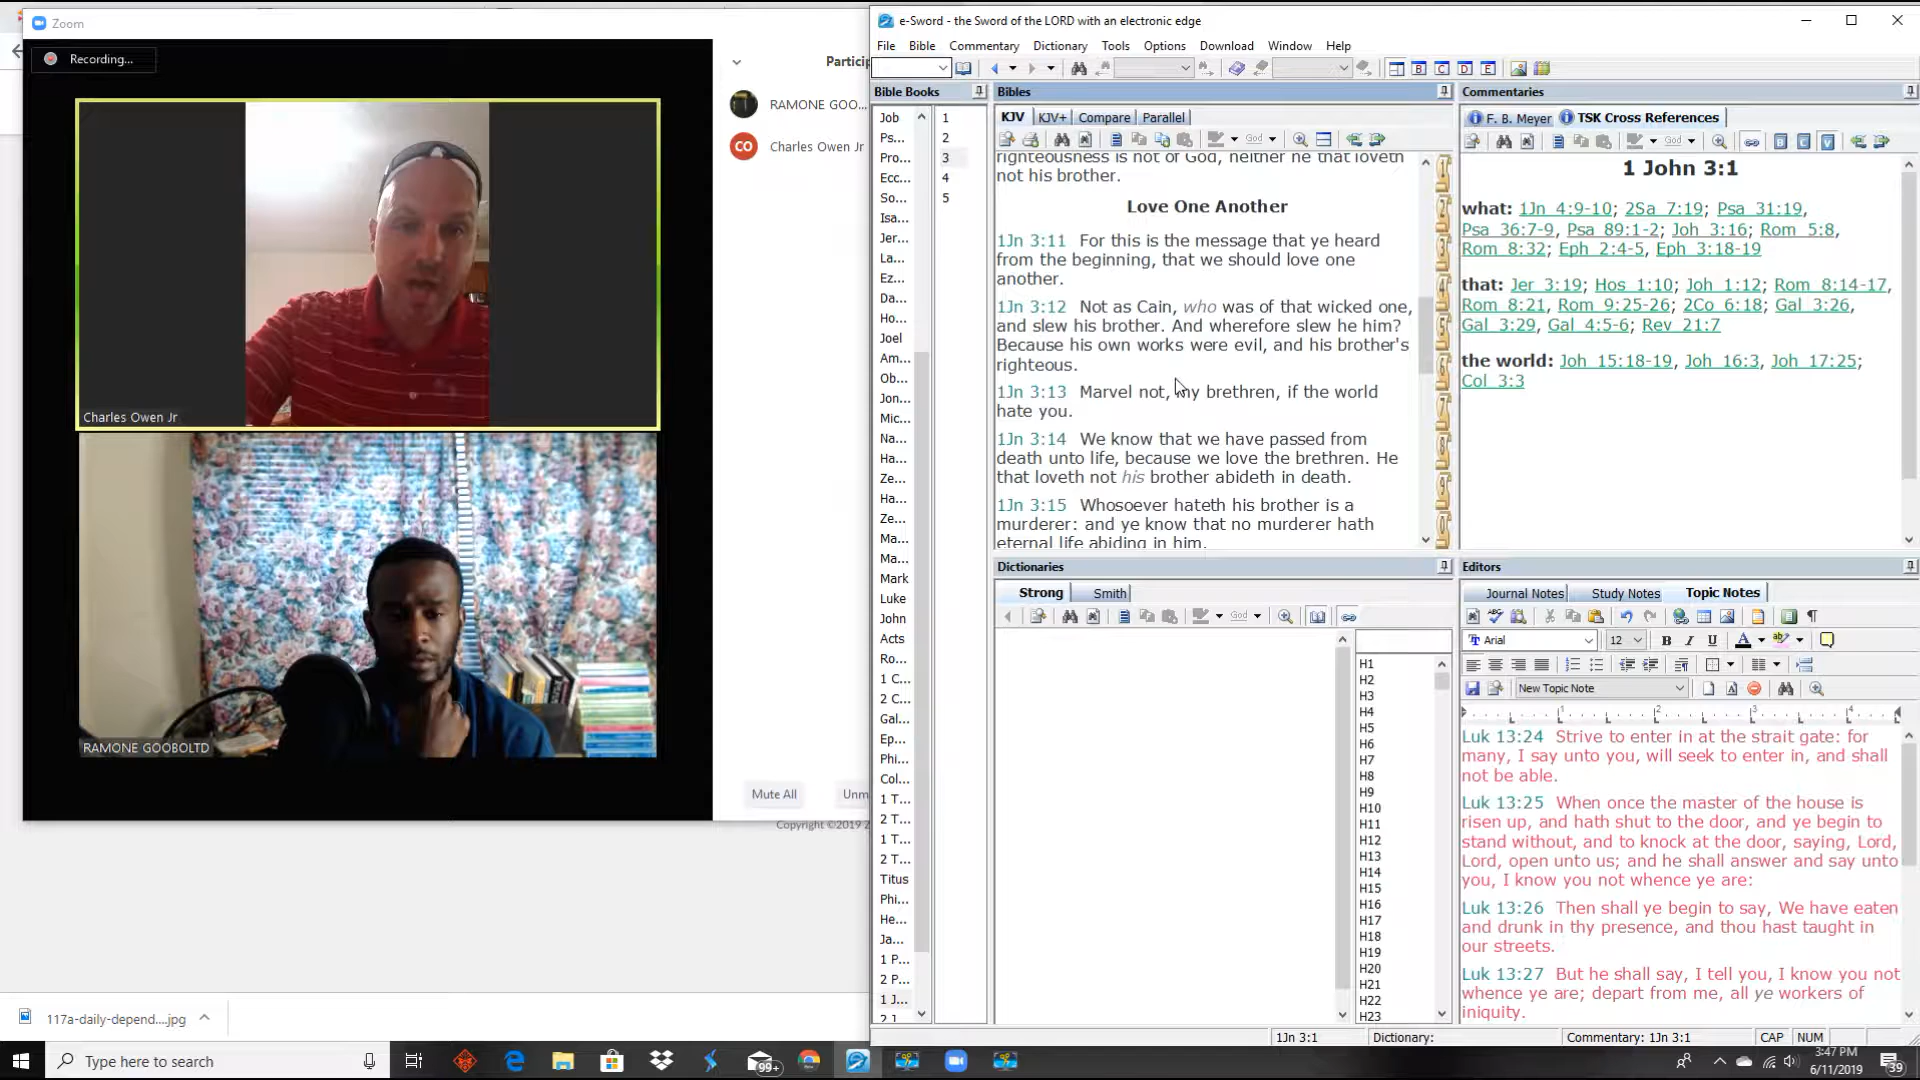 Zoom
Recording...
Charles Owen Jr
RAMONE GOOBOLTD
Particip
RAMONE GOO...
CO Charles Owen Jr
Mute All
Unm
Copyright ©2019 Z
117a-daily-depend....jpg
e-Sword - the Sword of the LORD with an electronic edge
File Bible Commentary Dictionary Tools Options Download Window Help
Bible Books
Job
Ps...
Pro...
Ecc...
So...
Isa...
Jer...
La...
Ez...
Da...
Ho...
Joel
Am...
Ob...
Jon...
Mic...
Na...
Ha...
Ze...
Ha...
Ze...
Ma...
Ma...
Mark
Luke
John
Acts
Ro...
1 C...
2 C...
Gal...
Ep...
Phi...
Col...
1 T...
2 T...
1 T...
2 T...
Titus
Phi...
He...
Ja...
1 P...
2 P...
1 J...
2 J
1
2
3
4
5
Bibles
KJV KJV+ Compare Parallel
righteousness is not of God, neither he that loveth
not his brother.
Love One Another
1Jn 3:11 For this is the message that ye heard
from the beginning, that we should love one
another.
1Jn 3:12 Not as Cain, who was of that wicked one,
and slew his brother. And wherefore slew he him?
Because his own works were evil, and his brother's
righteous.
1Jn 3:13 Marvel not, my brethren, if the world
hate you.
1Jn 3:14 We know that we have passed from
death unto life, because we love the brethren. He
that loveth not his brother abideth in death.
1Jn 3:15 Whosoever hateth his brother is a
murderer: and ye know that no murderer hath
eternal life abiding in him.
Commentaries
F. B. Meyer TSK Cross References
1 John 3:1
what: 1Jn 4:9-10; 2Sa 7:19; Psa 31:19,
Psa 36:7-9, Psa 89:1-2; Joh 3:16; Rom 5:8,
Rom 8:32; Eph 2:4-5, Eph 3:18-19
that: Jer 3:19; Hos 1:10; Joh 1:12; Rom 8:14-17,
Rom 8:21, Rom 9:25-26; 2Co 6:18; Gal 3:26,
Gal 3:29, Gal 4:5-6; Rev 21:7
the world: Joh 15:18-19, Joh 16:3, Joh 17:25;
Col 3:3
Dictionaries
Strong Smith
H1
H2
H3
H4
H5
H6
H7
H8
H9
H10
H11
H12
H13
H14
H15
H16
H17
H18
H19
H20
H21
H22
H23
Editors
Journal Notes Study Notes Topic Notes
Arial 12 B I U A
New Topic Note
1 2 3 4
Luk 13:24 Strive to enter in at the strait gate: for
many, I say unto you, will seek to enter in, and shall
not be able.
Luk 13:25 When once the master of the house is
risen up, and hath shut to the door, and ye begin to
stand without, and to knock at the door, saying, Lord,
Lord, open unto us; and he shall answer and say unto
you, I know you not whence ye are:
Luk 13:26 Then shall ye begin to say, We have eaten
and drunk in thy presence, and thou hast taught in
our streets.
Luk 13:27 But he shall say, I tell you, I know you not
whence ye are; depart from me, all ye workers of
iniquity.
1Jn 3:1 Dictionary: Commentary: 1Jn 3:1 CAP NUM
Type here to search
99+
3:47 PM
6/11/2019
39